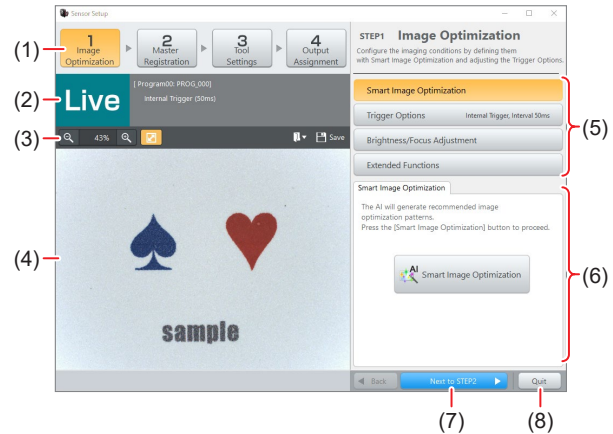 Sensor Setup
(1)
1
Image
Optimization
2
Master
Registration
3
Tool
Settings
4
Output
Assignment
STEP1 Image Optimization
Configure the imaging conditions by defining them
with Smart Image Optimization and adjusting the Trigger Options.
(2)
Live
[ Program00: PROG_000]
Internal Trigger (50ms)
(3)
43%
Save
(4)
sample
Smart Image Optimization
Trigger Options Internal Trigger, Interval 50ms
Brightness/Focus Adjustment
Extended Functions
(5)
Smart Image Optimization
The AI will generate recommended image
optimization patterns.
Press the [Smart Image Optimization] button to proceed.
AI
Smart Image Optimization
(6)
Back
Next to STEP2
Quit
(7)
(8)